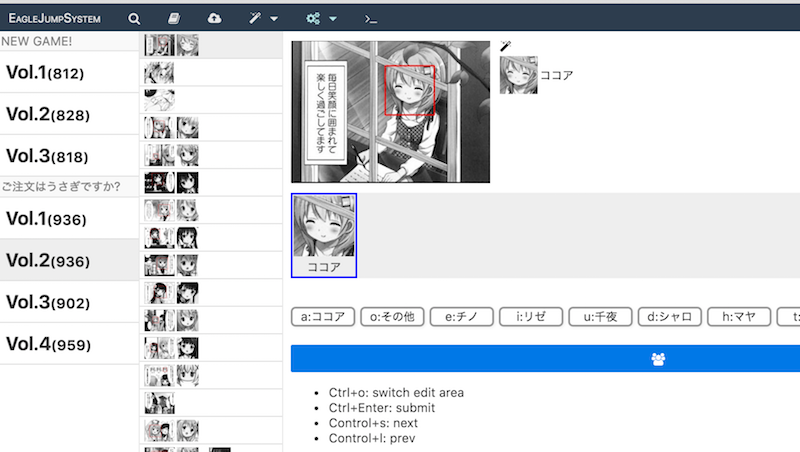 EagleJumpSystem
NEW GAME!
Vol.1(812)
Vol.2(828)
Vol.3(818)
ご注文はうさぎですか?
Vol.1(936)
Vol.2(936)
Vol.3(902)
Vol.4(959)
毎日笑顔に囲まれて
楽しく過ごしてます
ココア
ココア
a:ココア
o:その他
e:チノ
i:リゼ
u:千夜
d:シャロ
h:マヤ
t:
Ctrl+o: switch edit area
Ctrl+Enter: submit
Control+s: next
Control+l: prev